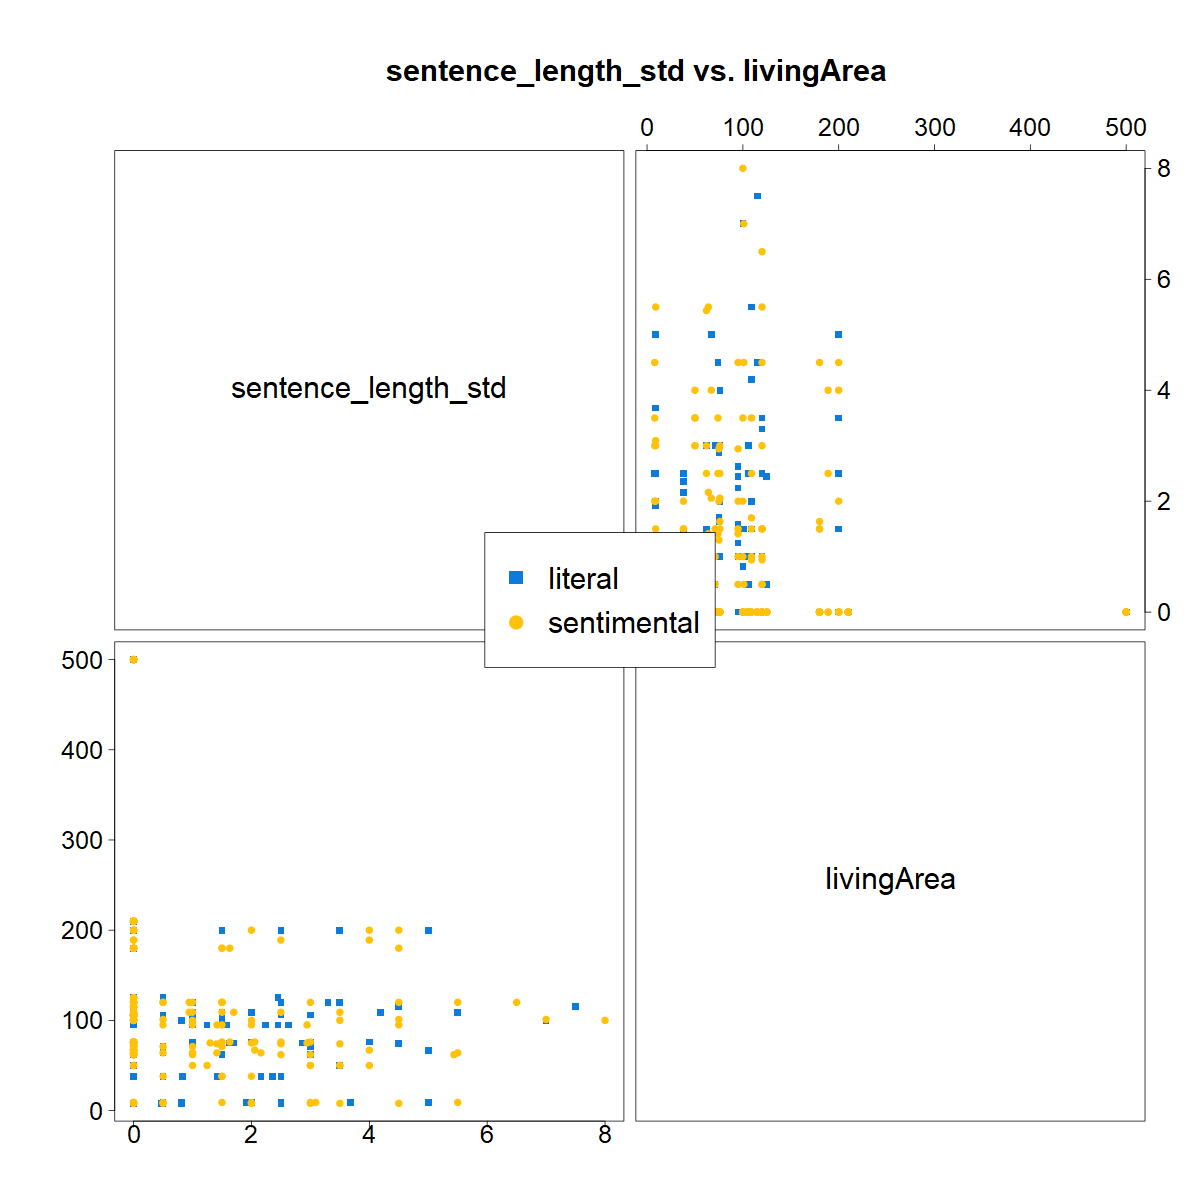 sentence_length_std vs. livingArea
0 100 200 300 400 500
sentence_length_std
8
6
4
2
0
literal
sentimental
500
400
300
200
100
0
livingArea
0 2 4 6 8